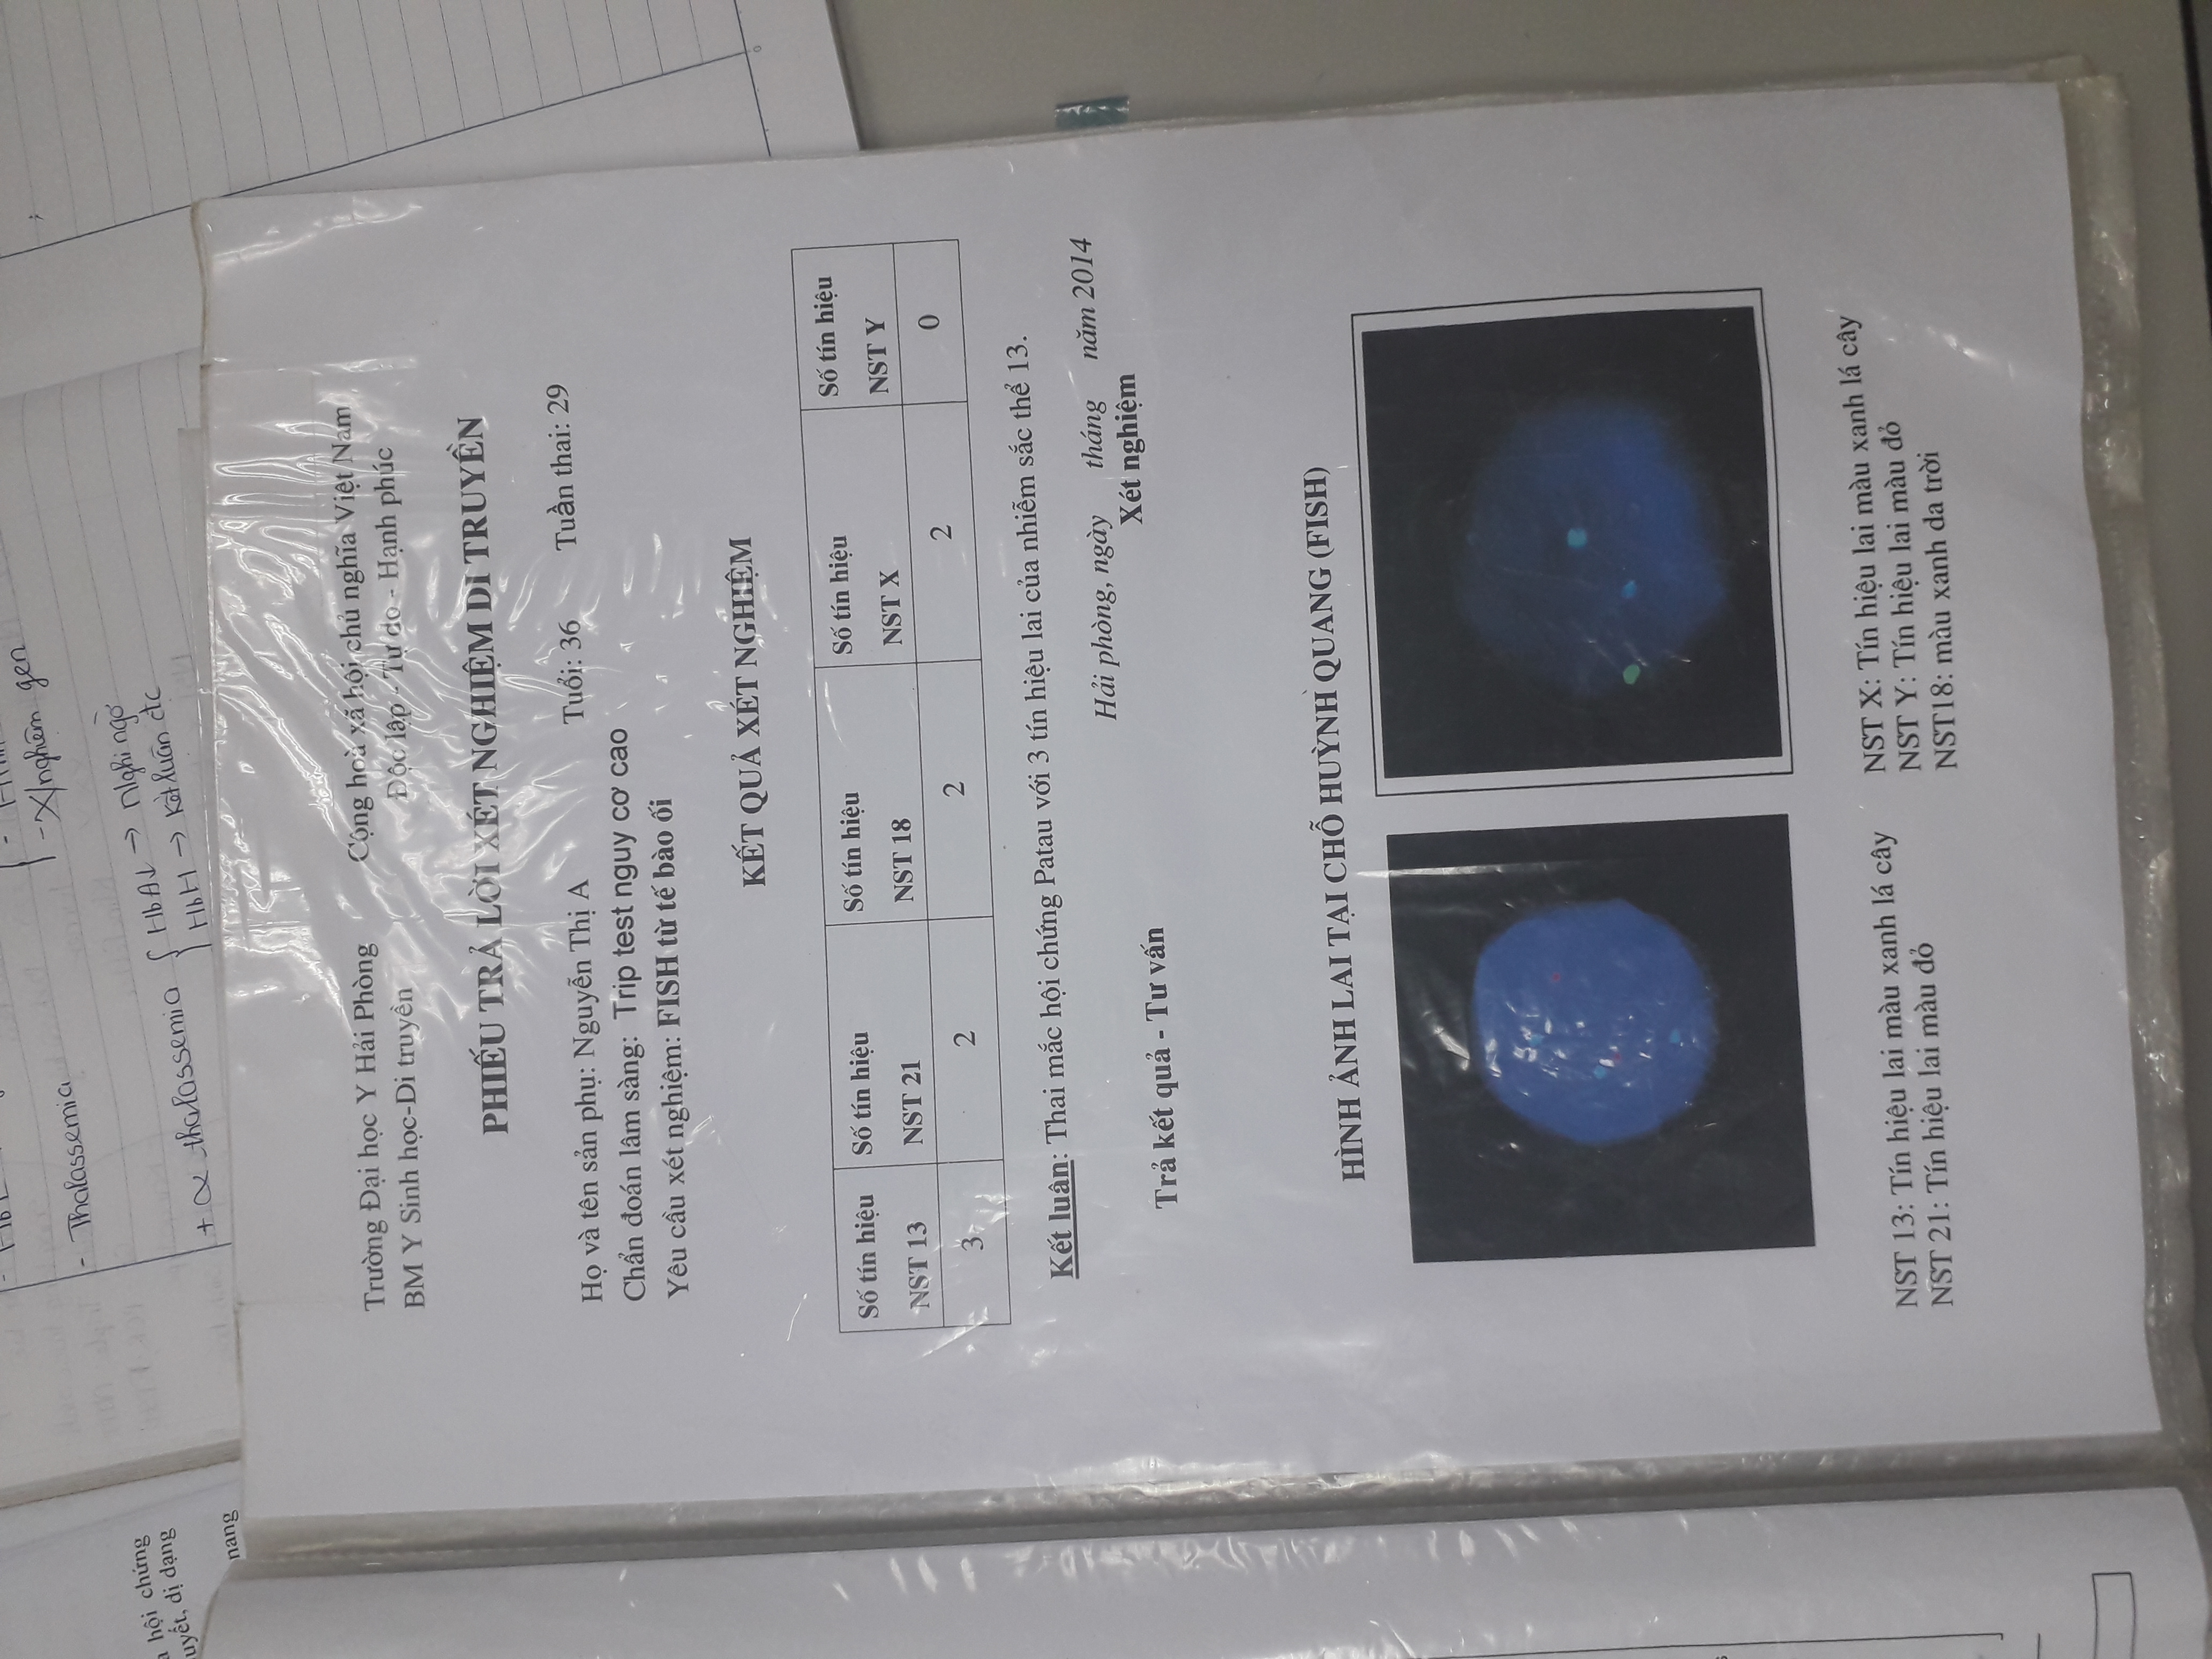 - Thalassemia
- X/nghiệm gen
+ α-thalassemia { HbA↓ → Nghi ngờ
HbH → Kết luận đc
hội chứng
uyết, dị dạng
nang
Trường Đại học Y Hải Phòng Cộng hoà xã hội chủ nghĩa Việt Nam
BM Y Sinh học-Di truyền Độc lập - Tự do - Hạnh phúc
PHIẾU TRẢ LỜI XÉT NGHIỆM DI TRUYỀN
Họ và tên sản phụ: Nguyễn Thị A Tuổi: 36 Tuần thai: 29
Chẩn đoán lâm sàng: Trip test nguy cơ cao
Yêu cầu xét nghiệm: FISH từ tế bào ối
KẾT QUẢ XÉT NGHIỆM
Số tín hiệu Số tín hiệu Số tín hiệu Số tín hiệu Số tín hiệu
NST 13 NST 21 NST 18 NST X NST Y
3 2 2 2 0
Kết luân: Thai mắc hội chứng Patau với 3 tín hiệu lai của nhiễm sắc thể 13.
Hải phòng, ngày tháng năm 2014
Trả kết quả - Tư vấn Xét nghiệm
HÌNH ẢNH LAI TẠI CHỖ HUỲNH QUANG (FISH)
NST 13: Tín hiệu lai màu xanh lá cây
NST 21: Tín hiệu lai màu đỏ
NST X: Tín hiệu lai màu xanh lá cây
NST Y: Tín hiệu lai màu đỏ
NST18: màu xanh da trời